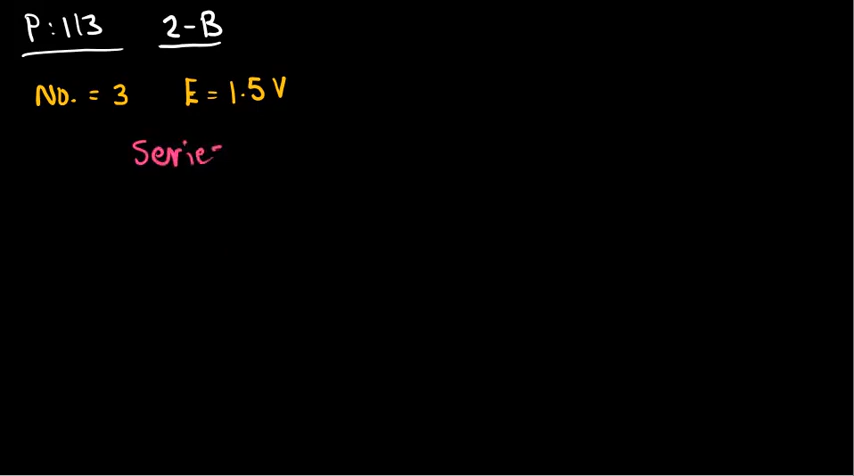 P:113 2-B
No. = 3 E = 1.5 V
Serie